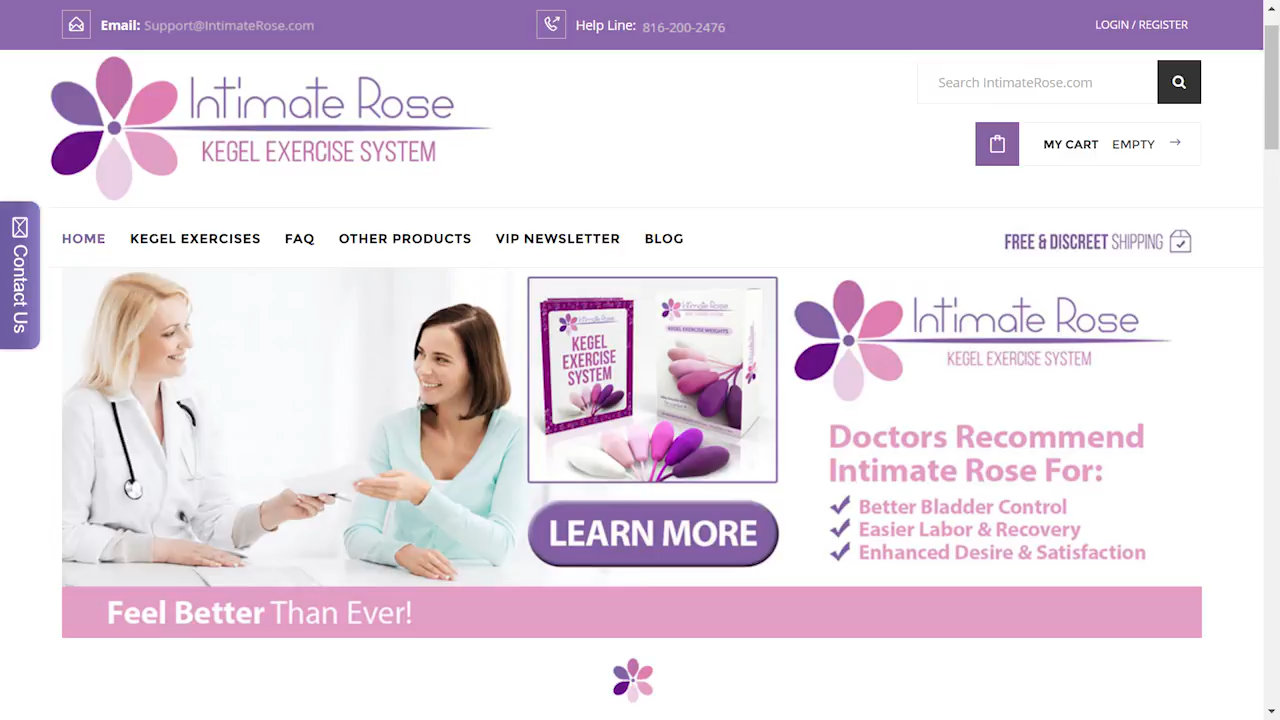 Email: Support@IntimateRose.com
Help Line: 816-200-2476
LOGIN / REGISTER
Intimate Rose
KEGEL EXERCISE SYSTEM
Search IntimateRose.com
MY CART EMPTY
Contact Us
HOME KEGEL EXERCISES FAQ OTHER PRODUCTS VIP NEWSLETTER BLOG
FREE & DISCREET SHIPPING
Intimate Rose
KEGEL
EXERCISE
SYSTEM
Intimate Rose
KEGEL EXERCISE WEIGHTS
LEARN MORE
Intimate Rose
KEGEL EXERCISE SYSTEM
Doctors Recommend
Intimate Rose For:
Better Bladder Control
Easier Labor & Recovery
Enhanced Desire & Satisfaction
Feel Better Than Ever!